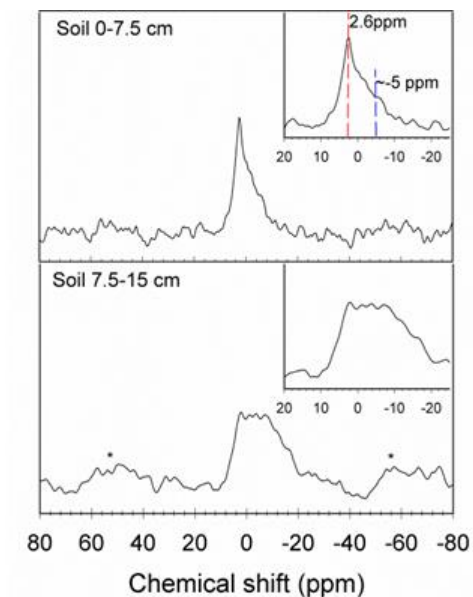 Soil 0-7.5 cm
2.6ppm
~-5 ppm
20 10 0 -10 -20
Soil 7.5-15 cm
20 10 0 -10 -20
*
*
80 60 40 20 0 -20 -40 -60 -80
Chemical shift (ppm)